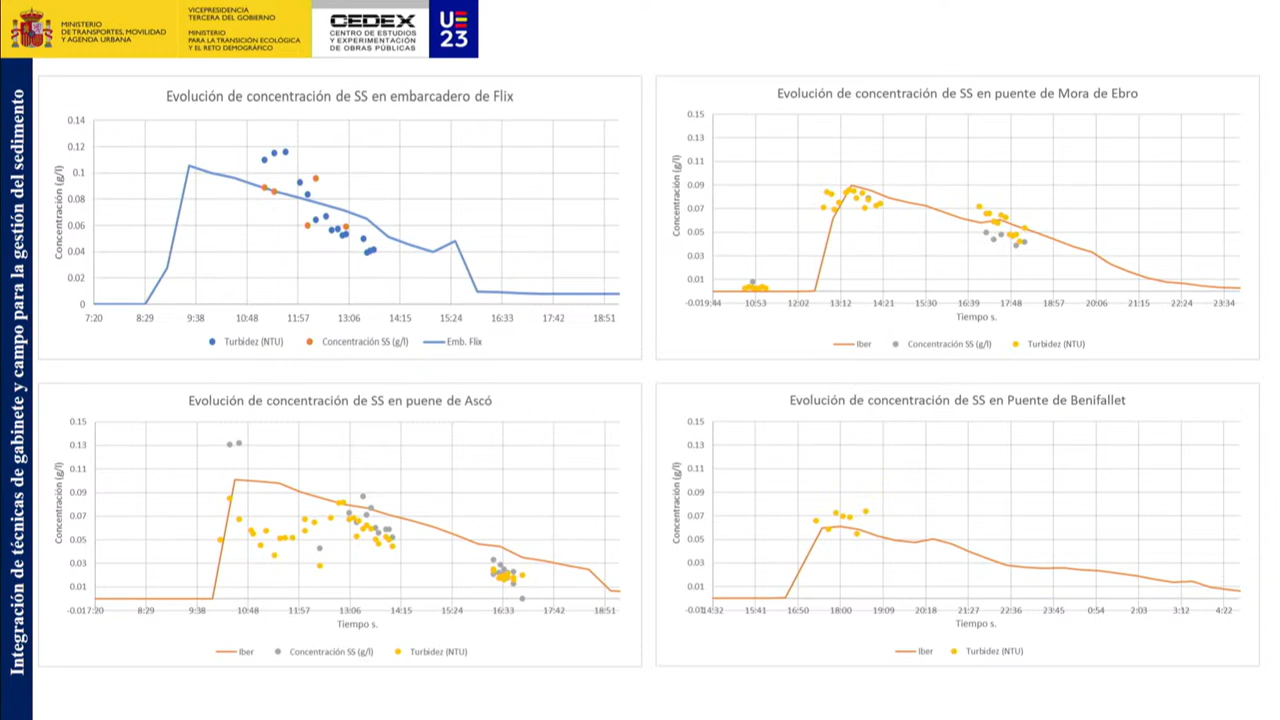 MINISTERIO
DE TRANSPORTES, MOVILIDAD
Y AGENDA URBANA
VICEPRESIDENCIA
TERCERA DEL GOBIERNO
MINISTERIO
PARA LA TRANSICIÓN ECOLÓGICA
Y EL RETO DEMOGRÁFICO
CEDEX
CENTRO DE ESTUDIOS
Y EXPERIMENTACIÓN
DE OBRAS PÚBLICAS
UE
23
Integración de técnicas de gabinete y campo para la gestión del sedimento
Evolución de concentración de SS en embarcadero de Flix
Concentración (g/l)
0.14
0.12
0.1
0.08
0.06
0.04
0.02
0
7:20 8:29 9:38 10:48 11:57 13:06 14:15 15:24 16:33 17:42 18:51
Turbidez (NTU) Concentración SS (g/l) Emb. Flix
Evolución de concentración de SS en puente de Mora de Ebro
Concentración (g/l)
0.15
0.13
0.11
0.09
0.07
0.05
0.03
0.01
-0.019:44 10:53 12:02 13:12 14:21 15:30 16:39 17:48 18:57 20:06 21:15 22:24 23:34
Tiempo s.
Iber Concentración SS (g/l) Turbidez (NTU)
Evolución de concentración de SS en puene de Ascó
Concentración (g/l)
0.15
0.13
0.11
0.09
0.07
0.05
0.03
0.01
-0.017:20 8:29 9:38 10:48 11:57 13:06 14:15 15:24 16:33 17:42 18:51
Tiempo s.
Iber Concentración SS (g/l) Turbidez (NTU)
Evolución de concentración de SS en Puente de Benifallet
Concentración (g/l)
0.15
0.13
0.11
0.09
0.07
0.05
0.03
0.01
-0.0114:32 15:41 16:50 18:00 19:09 20:18 21:27 22:36 23:45 0:54 2:03 3:12 4:22
Tiempo s.
Iber Turbidez (NTU)